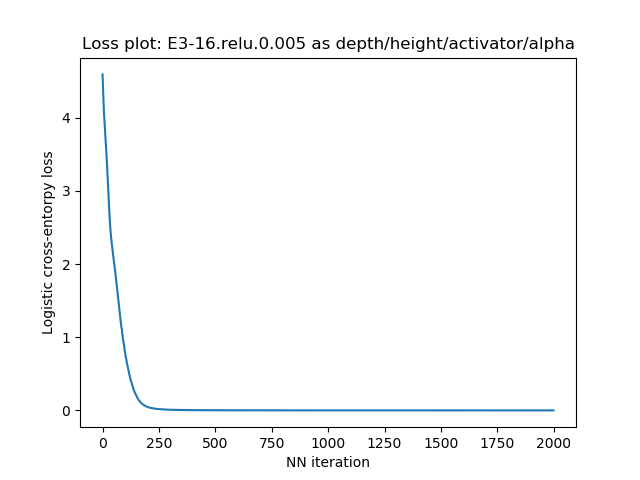 Loss plot: E3-16.relu.0.005 as depth/height/activator/alpha
Logistic cross-entorpy loss
4
3
2
1
0
0 250 500 750 1000 1250 1500 1750 2000
NN iteration